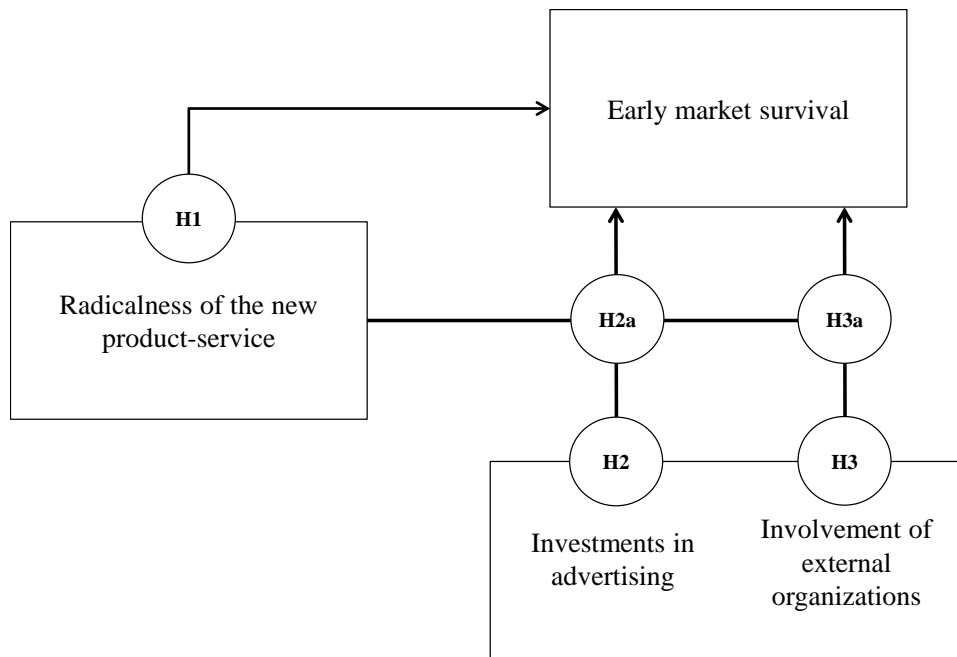 Early market survival
H1
Radicalness of the new
product-service
H2a
H3a
H2
H3
Investments in
advertising
Involvement of
external
organizations